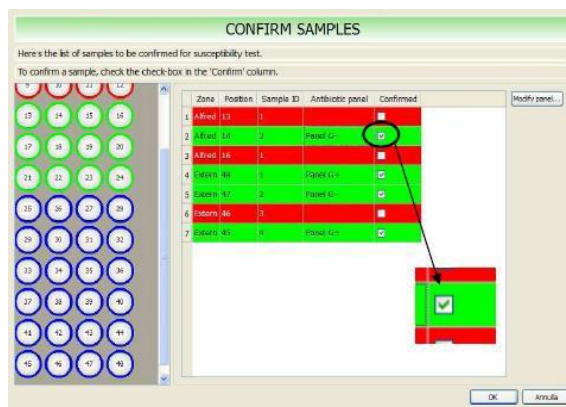 CONFIRM SAMPLES
Here's the list of samples to be confirmed for susceptibility test.
To confirm a sample, check the check-box in the 'Confirm' column.
Zone Position Sample ID Antibiotic panel Confirmed
Modify panel...
1 Alfred 13 1
2 Alfred 14 2 Panel G-
3 Alfred 16 1
4 Extern 48 1 Panel G+
5 Extern 47 2 Panel G-
6 Extern 46 3
7 Extern 45 4 Panel G+
9 10 11 12
13 14 15 16
17 18 19 20
21 22 23 24
25 26 27 28
29 30 31 32
33 34 35 36
37 38 39 40
41 42 43 44
45 46 47 48
OK Annulla